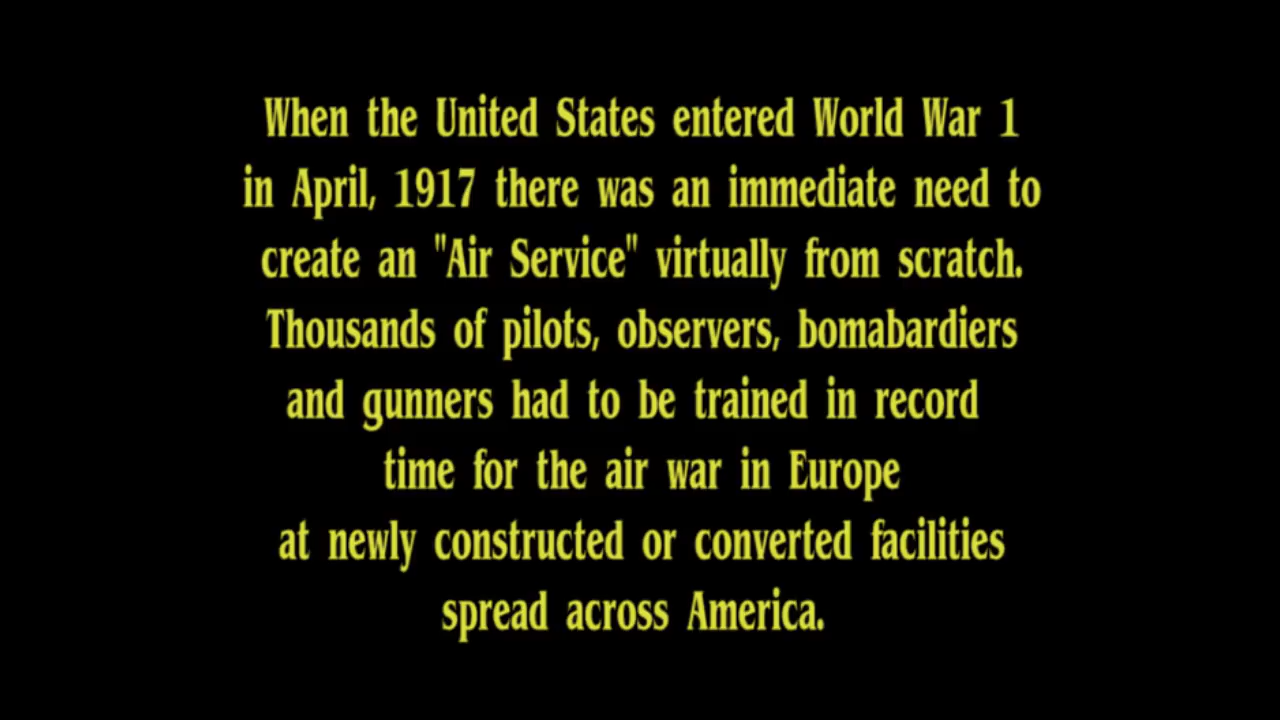 When the United States entered World War 1
in April, 1917 there was an immediate need to
create an "Air Service" virtually from scratch.
Thousands of pilots, observers, bomabardiers
and gunners had to be trained in record
time for the air war in Europe
at newly constructed or converted facilities
spread across America.